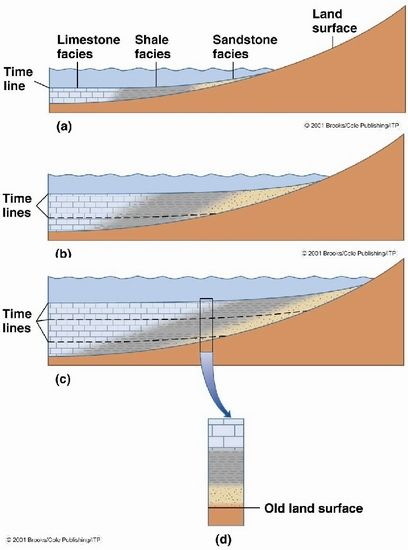 Land
surface
Limestone
facies
Shale
facies
Sandstone
facies
Time
line
(a)
© 2001 Brooks/Cole Publishing/ITP
Time
lines
(b)
© 2001 Brooks/Cole Publishing/ITP
Time
lines
(c)
Old land surface
© 2001 Brooks/Cole Publishing/ITP
(d)